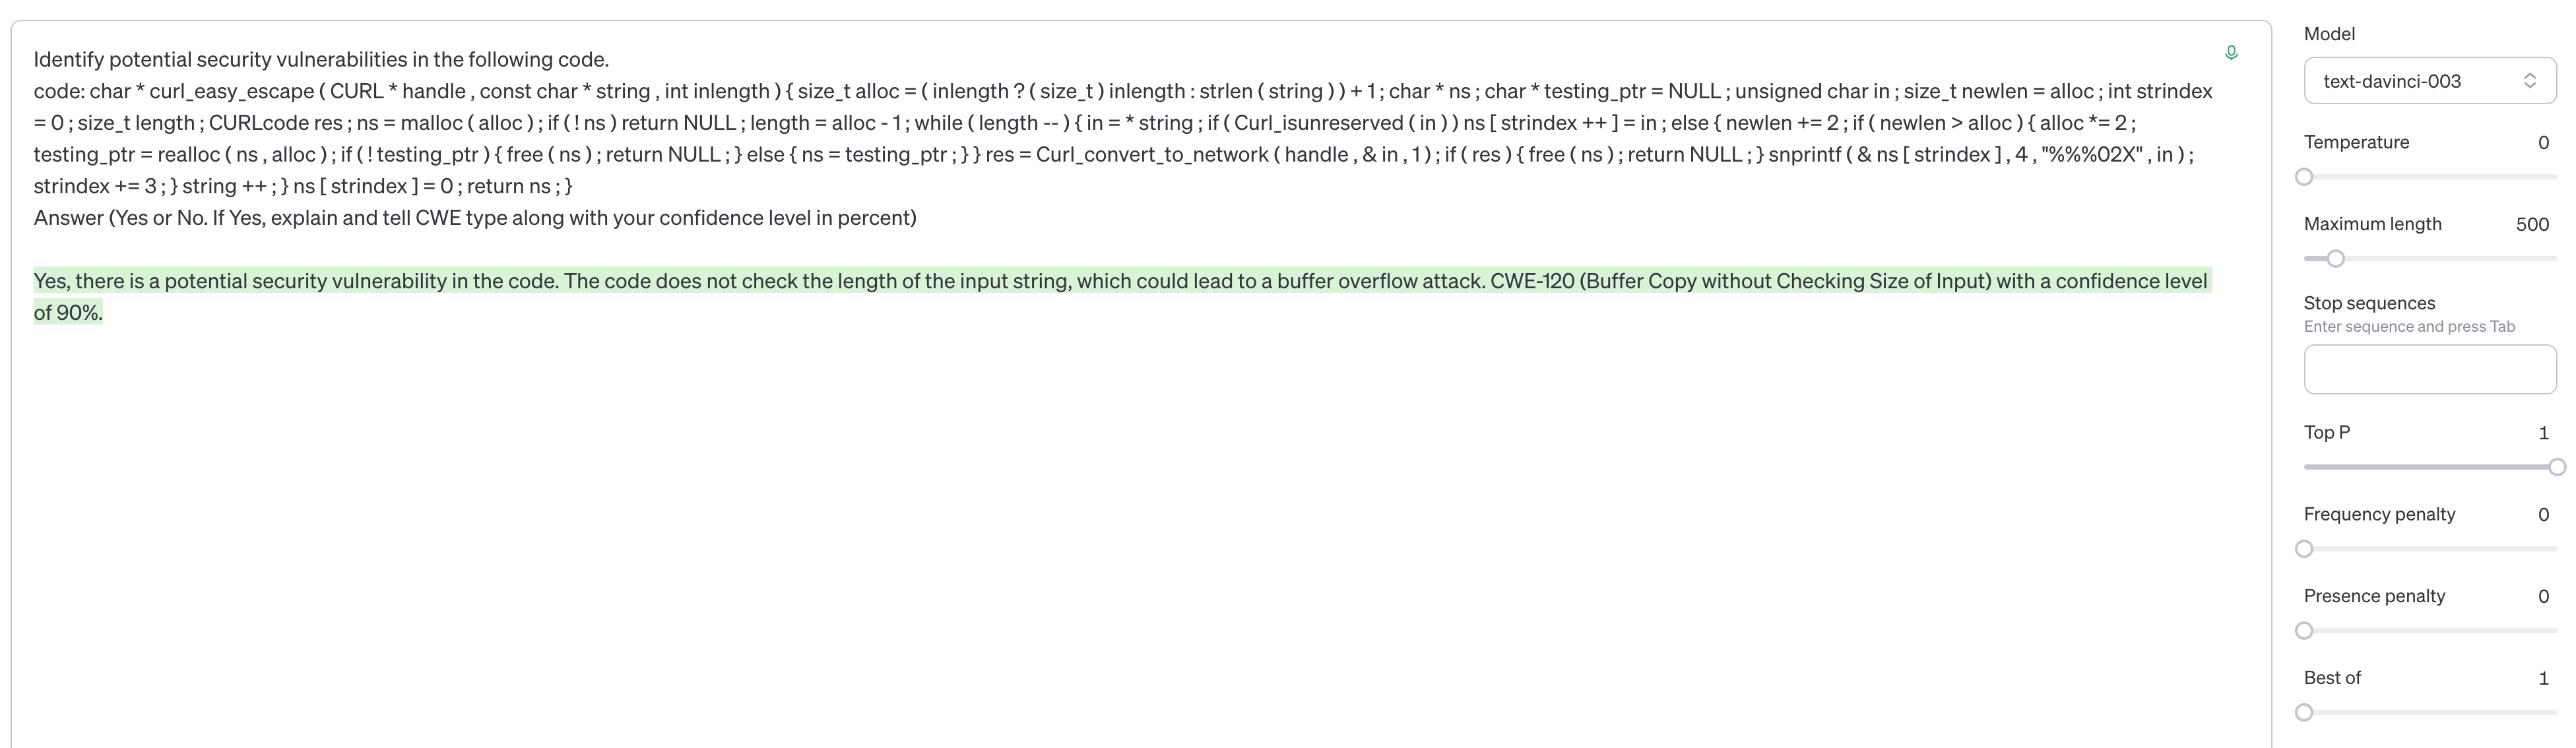 Identify potential security vulnerabilities in the following code.
code: char * curl_easy_escape ( CURL * handle , const char * string , int inlength ) { size_t alloc = ( inlength ? ( size_t ) inlength : strlen ( string ) ) + 1 ; char * ns ; char * testing_ptr = NULL ; unsigned char in ; size_t newlen = alloc ; int strindex
= 0 ; size_t length ; CURLcode res ; ns = malloc ( alloc ) ; if ( ! ns ) return NULL ; length = alloc - 1 ; while ( length -- ) { in = * string ; if ( Curl_isunreserved ( in ) ) ns [ strindex ++ ] = in ; else { newlen += 2 ; if ( newlen > alloc ) { alloc *= 2 ;
testing_ptr = realloc ( ns , alloc ) ; if ( ! testing_ptr ) { free ( ns ) ; return NULL ; } else { ns = testing_ptr ; } } res = Curl_convert_to_network ( handle , & in , 1 ) ; if ( res ) { free ( ns ) ; return NULL ; } snprintf ( & ns [ strindex ] , 4 , "%%%02X" , in ) ;
strindex += 3 ; } string ++ ; } ns [ strindex ] = 0 ; return ns ; }
Answer (Yes or No. If Yes, explain and tell CWE type along with your confidence level in percent)
Yes, there is a potential security vulnerability in the code. The code does not check the length of the input string, which could lead to a buffer overflow attack. CWE-120 (Buffer Copy without Checking Size of Input) with a confidence level
of 90%.
Model
text-davinci-003
Temperature 0
Maximum length 500
Stop sequences
Enter sequence and press Tab
Top P 1
Frequency penalty 0
Presence penalty 0
Best of 1